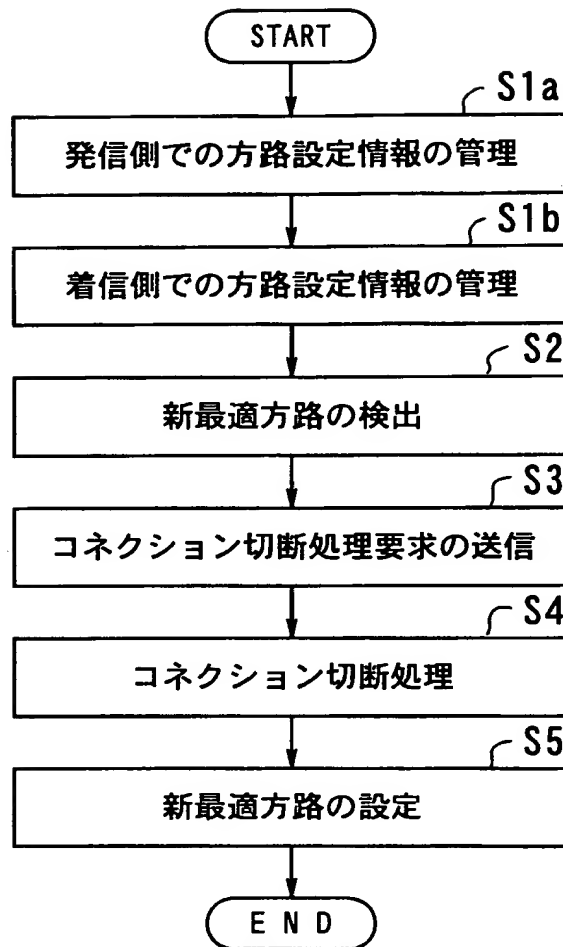 START
S1a
発信側での方路設定情報の管理
S1b
着信側での方路設定情報の管理
S2
新最適方路の検出
S3
コネクション切断処理要求の送信
S4
コネクション切断処理
S5
新最適方路の設定
END